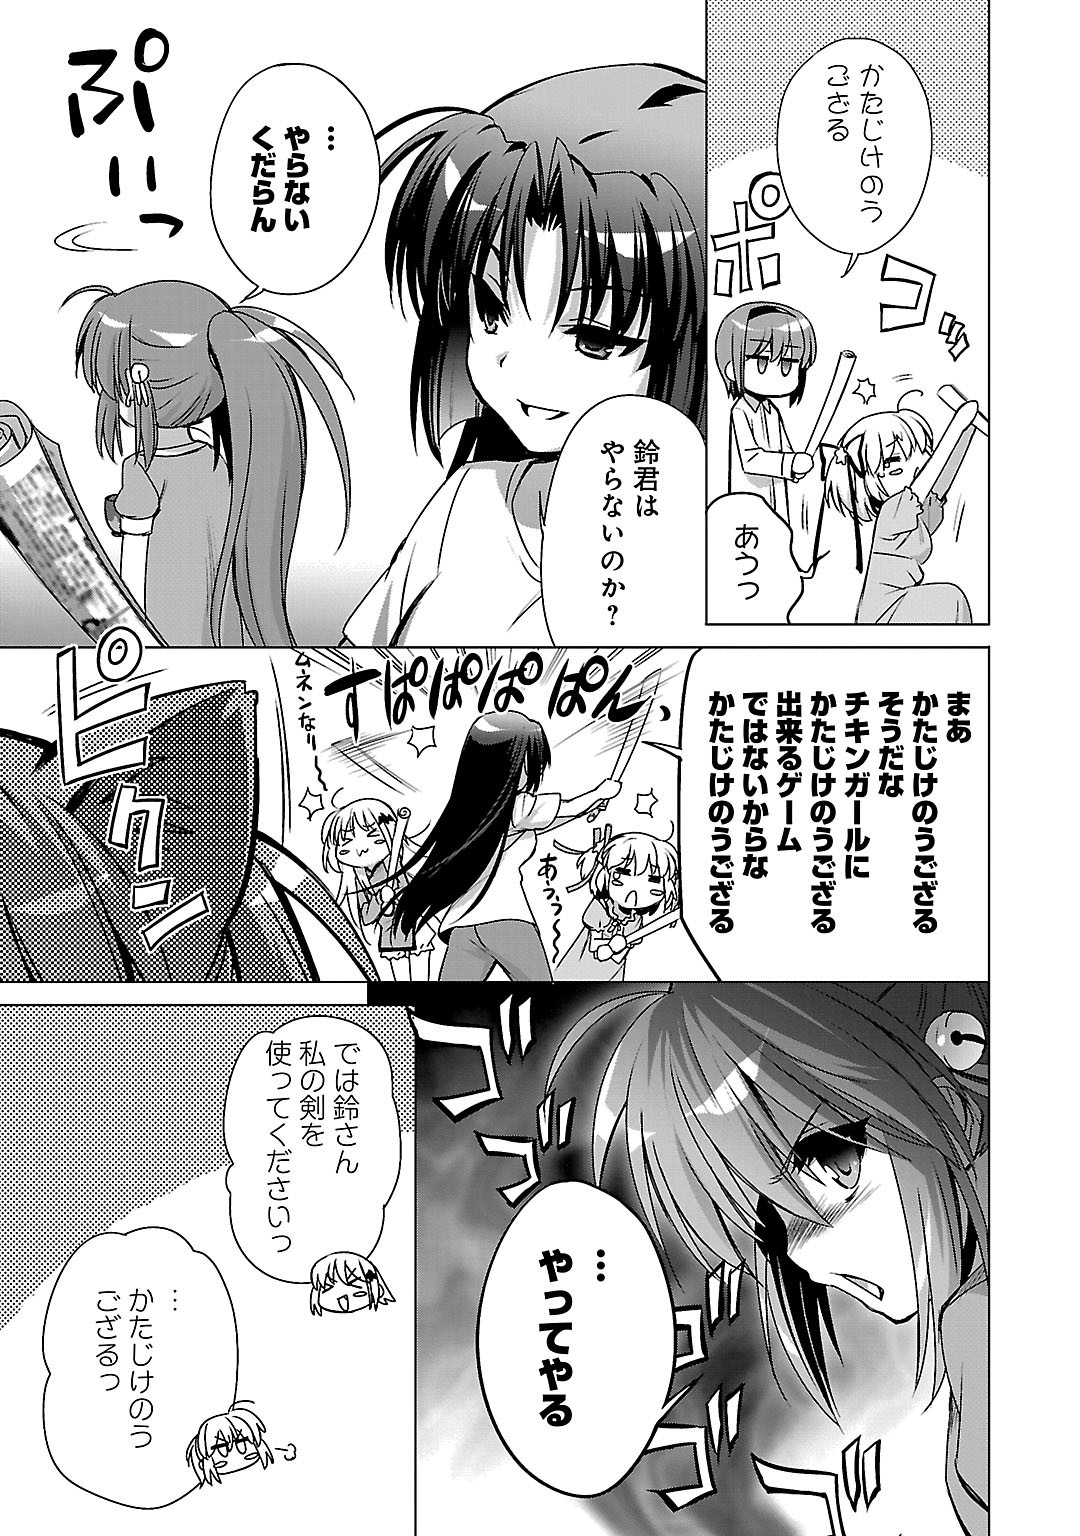 かたじけのう
ござる
ポコッ
あうっ
鈴君は
やらないのか？
…
やらない
くだらん
ぷいっ
まあ
かたじけのうござる
そうだな
チキンガールに
かたじけのうござる
出来るゲーム
ではないからな
かたじけのうござる
すぱぱぱぱん、
ムネンなりー
あうっ〜
ピクン
ゴゴゴゴゴ
…
やってやる
では鈴さん
私の剣を
使ってくださいっ
…
かたじけのう
ござるっ